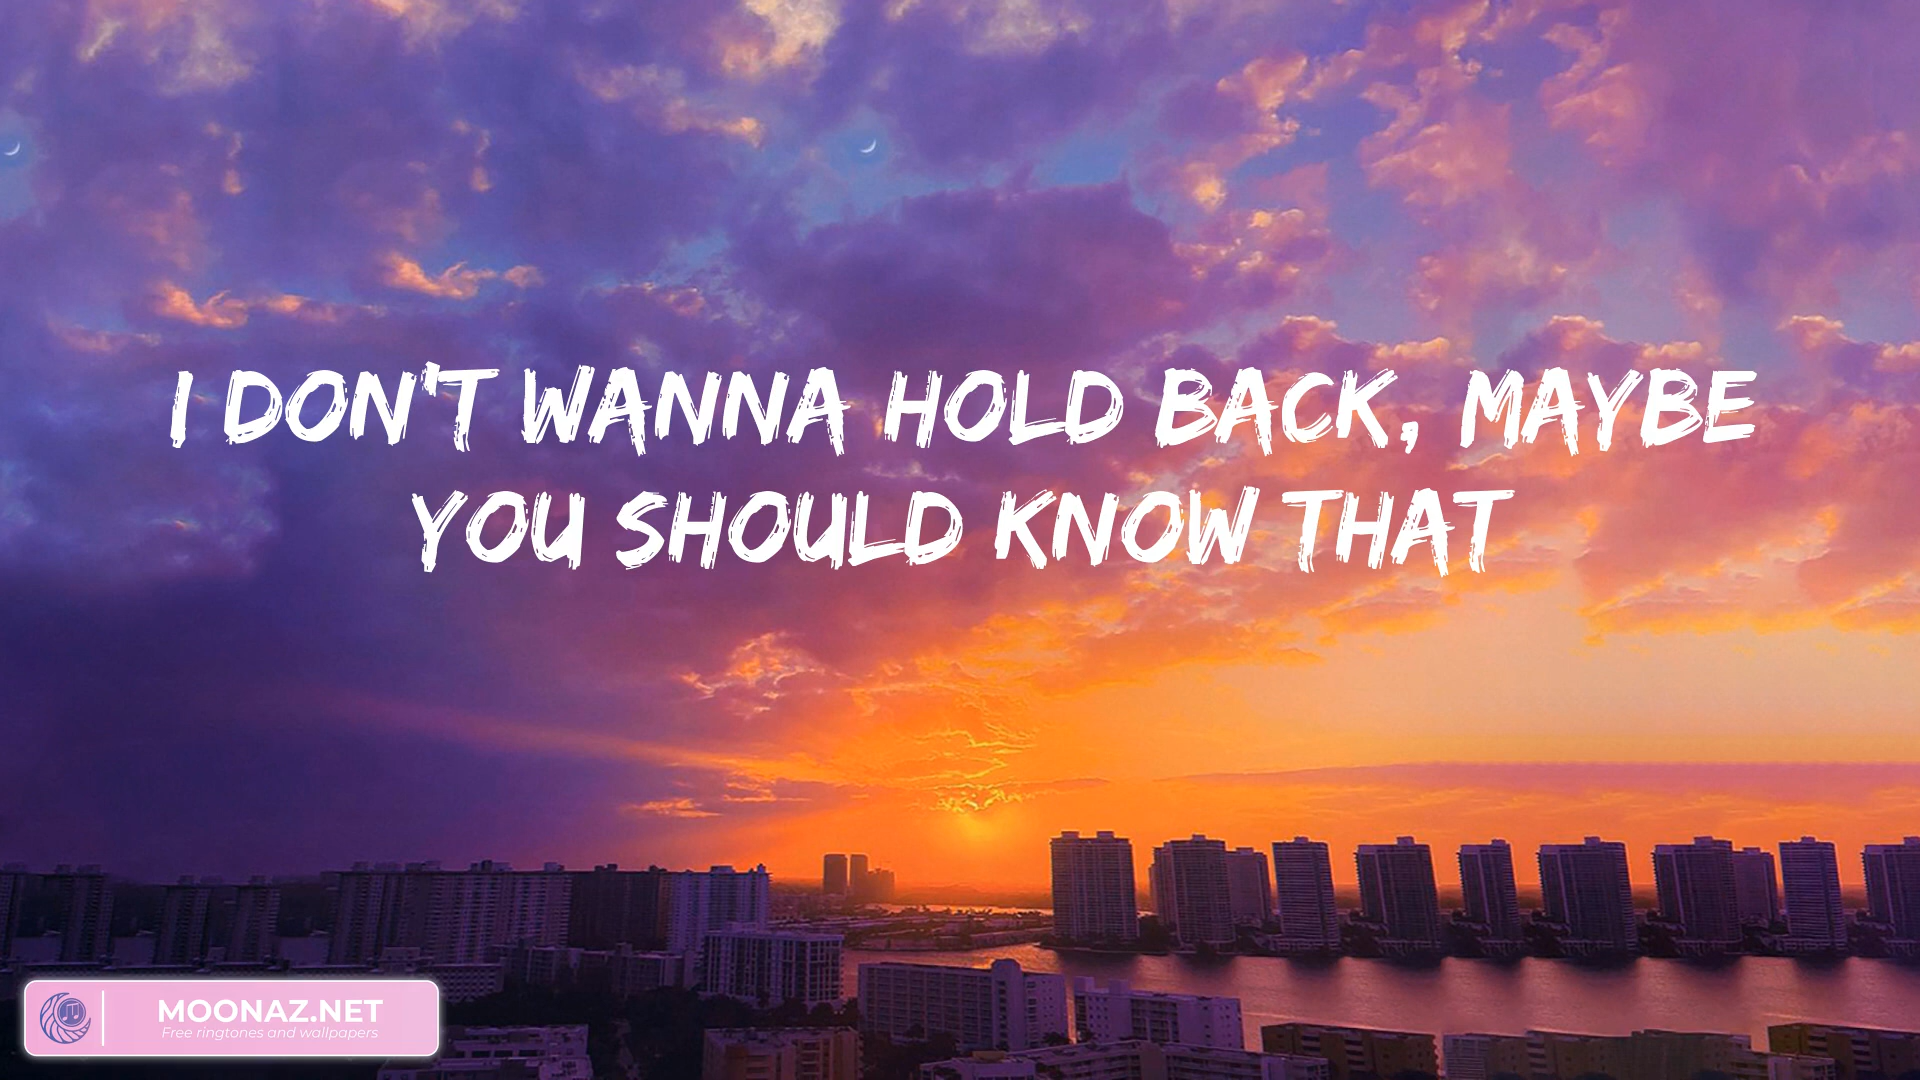 I DON'T WANNA HOLD BACK, MAYBE
YOU SHOULD KNOW THAT
MOONAZ.NET
Free ringtones and wallpapers